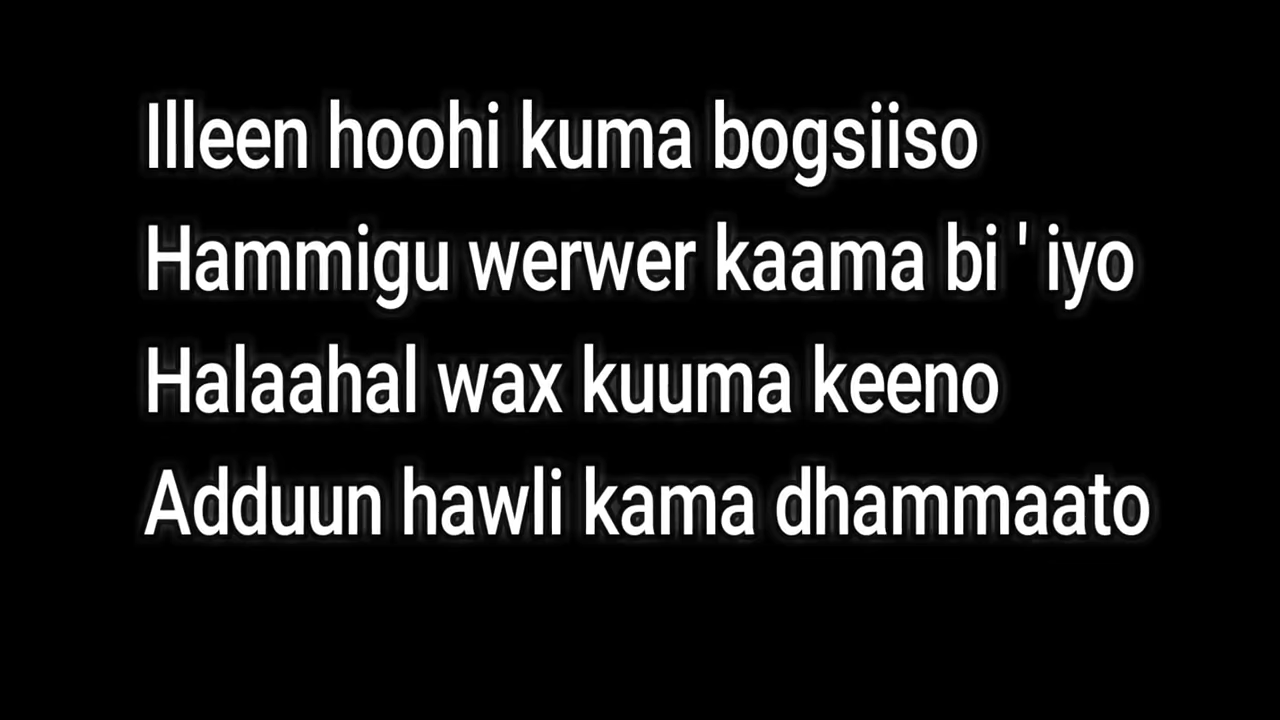 Illeen hoohi kuma bogsiiso
Hammigu werwer kaama bi ' iyo
Halaahal wax kuuma keeno
Adduun hawli kama dhammaato